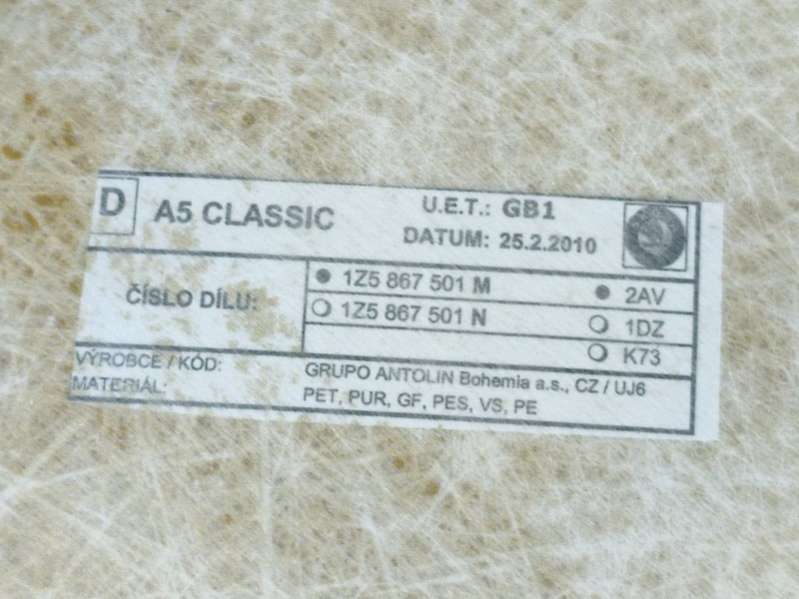 D A5 CLASSIC U.E.T.: GB1
DATUM: 25.2.2010
ČÍSLO DÍLU: 1Z5 867 501 M 2AV
1Z5 867 501 N 1DZ
K73
VÝROBCE / KÓD: GRUPO ANTOLIN Bohemia a.s., CZ / UJ6
MATERIÁL: PET, PUR, GF, PES, VS, PE